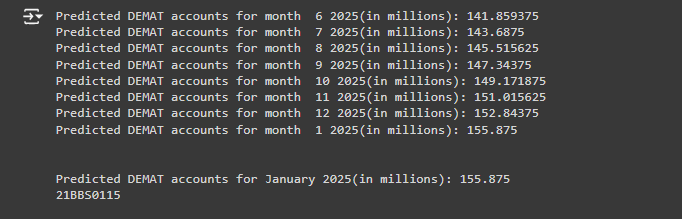 Predicted DEMAT accounts for month  6 2025(in millions): 141.859375
Predicted DEMAT accounts for month  7 2025(in millions): 143.6875
Predicted DEMAT accounts for month  8 2025(in millions): 145.515625
Predicted DEMAT accounts for month  9 2025(in millions): 147.34375
Predicted DEMAT accounts for month  10 2025(in millions): 149.171875
Predicted DEMAT accounts for month  11 2025(in millions): 151.015625
Predicted DEMAT accounts for month  12 2025(in millions): 152.84375
Predicted DEMAT accounts for month  1 2025(in millions): 155.875
Predicted DEMAT accounts for January 2025(in millions): 155.875
21BBS0115